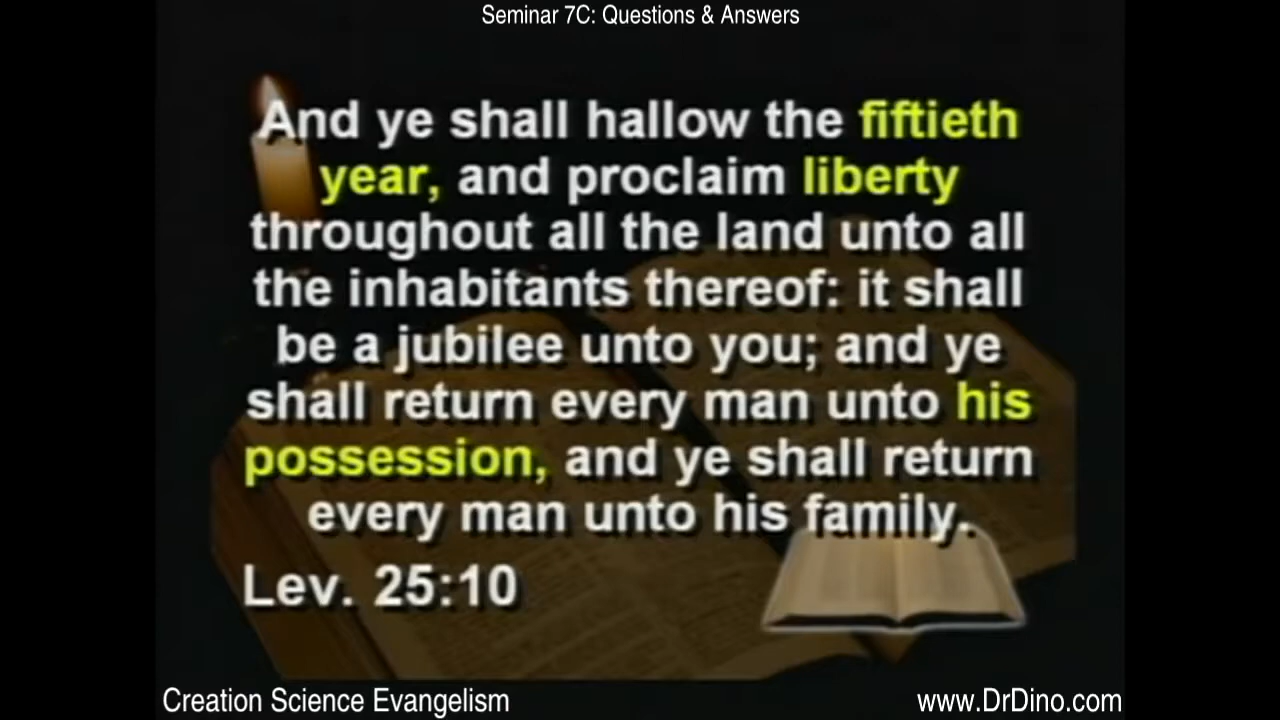 Seminar 7C: Questions & Answers
And ye shall hallow the fiftieth
year, and proclaim liberty
throughout all the land unto all
the inhabitants thereof: it shall
be a jubilee unto you; and ye
shall return every man unto his
possession, and ye shall return
every man unto his family.
Lev. 25:10
Creation Science Evangelism
www.DrDino.com